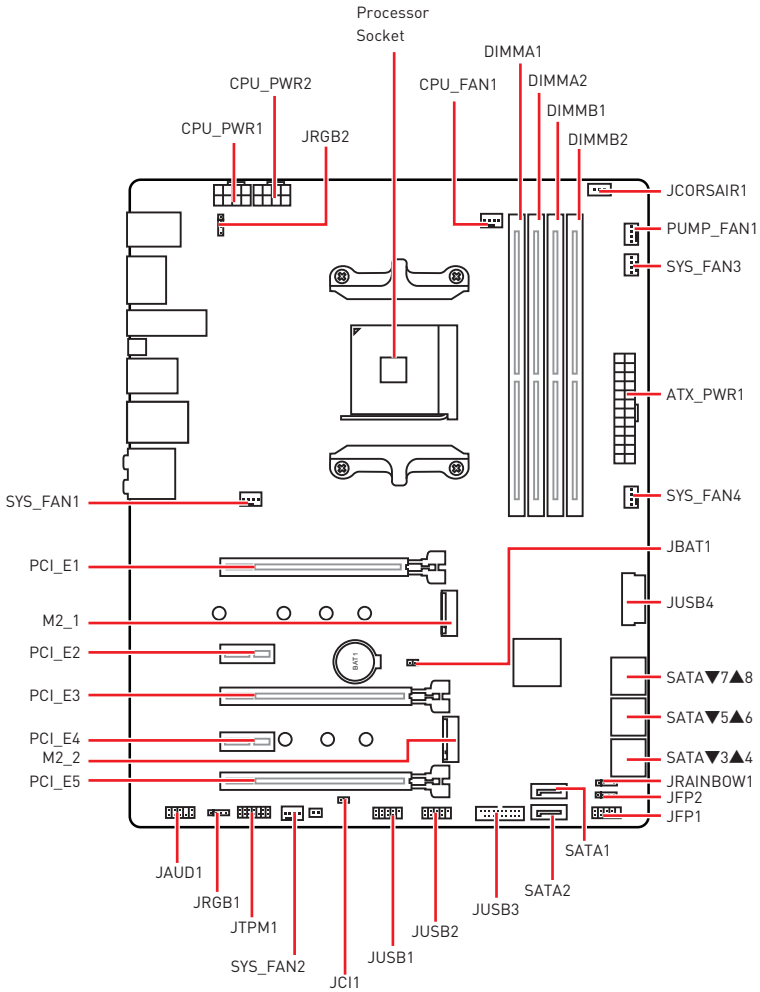 Processor
Socket
DIMMA1
CPU_PWR2
CPU_FAN1
DIMMA2
DIMMB1
CPU_PWR1
JRGB2
DIMMB2
JCORSAIR1
PUMP_FAN1
SYS_FAN3
ATX_PWR1
SYS_FAN1
SYS_FAN4
JBAT1
PCI_E1
JUSB4
M2_1
PCI_E2
BAT1
SATA▼7▲8
PCI_E3
SATA▼5▲6
PCI_E4
M2_2
SATA▼3▲4
PCI_E5
JRAINBOW1
JFP2
JFP1
SATA1
JAUD1
SATA2
JRGB1
JUSB3
JTPM1
JUSB2
JUSB1
SYS_FAN2
JCI1